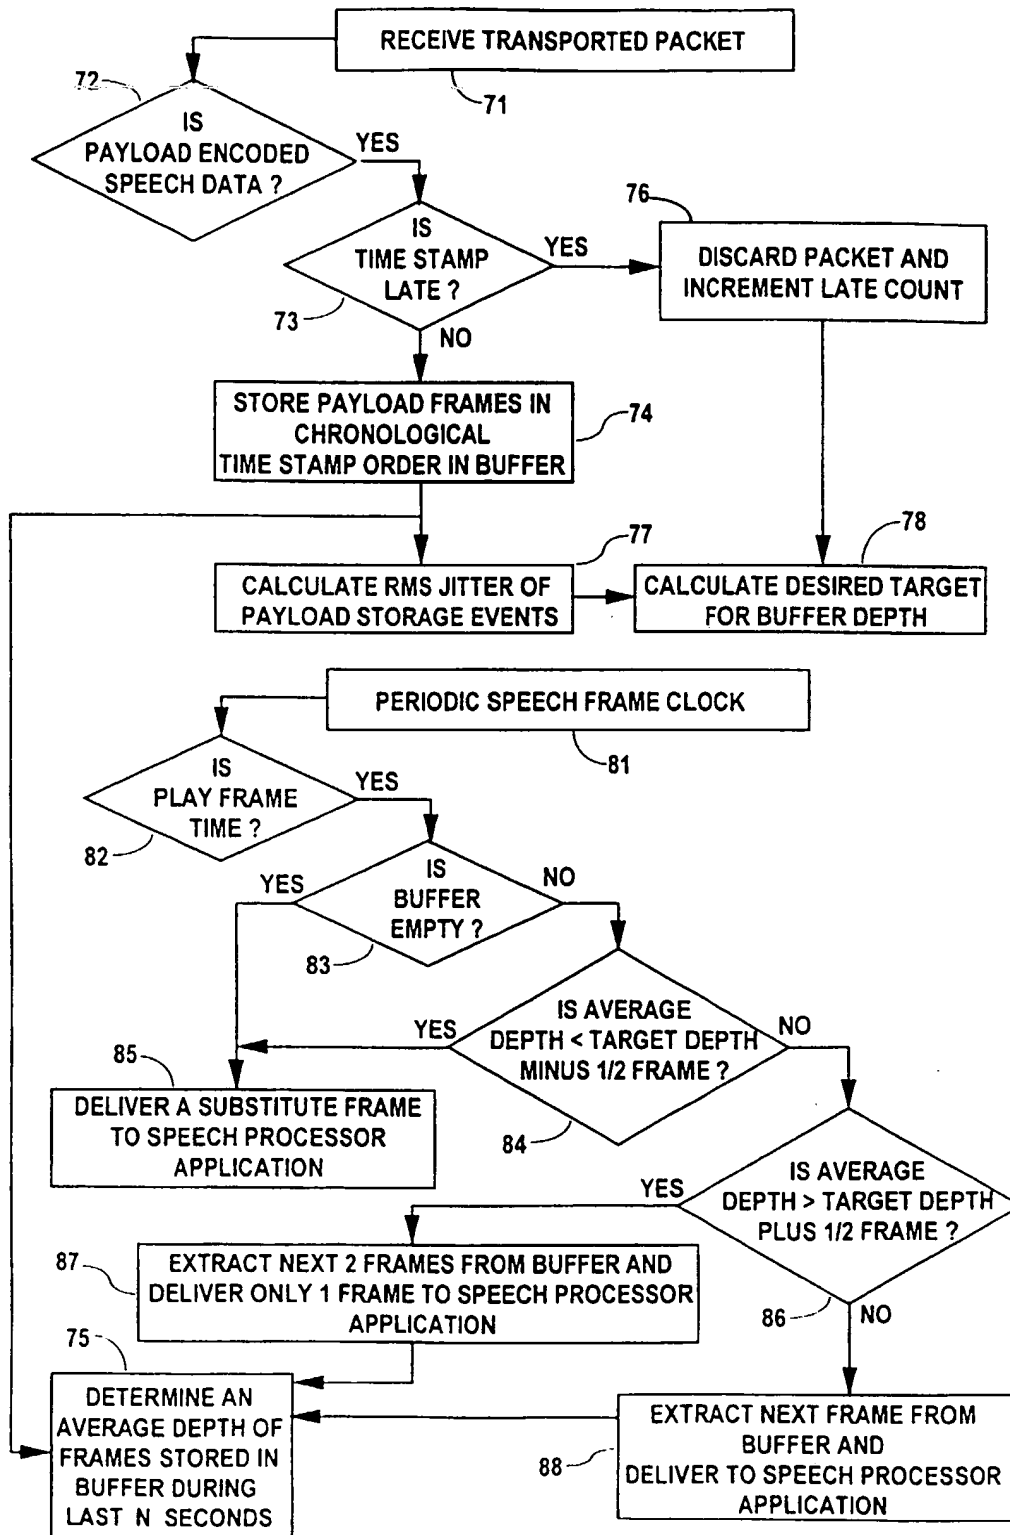 RECEIVE TRANSPORTED PACKET
71
72
IS
PAYLOAD ENCODED
SPEECH DATA ?
YES
IS
TIME STAMP
LATE ?
73
YES
NO
76
DISCARD PACKET AND
INCREMENT LATE COUNT
STORE PAYLOAD FRAMES IN
CHRONOLOGICAL
TIME STAMP ORDER IN BUFFER
74
77
CALCULATE RMS JITTER OF
PAYLOAD STORAGE EVENTS
78
CALCULATE DESIRED TARGET
FOR BUFFER DEPTH
PERIODIC SPEECH FRAME CLOCK
81
IS
PLAY FRAME
TIME ?
82
YES
IS
BUFFER
EMPTY ?
83
YES
NO
IS AVERAGE
DEPTH < TARGET DEPTH
MINUS 1/2 FRAME ?
84
YES
NO
85
DELIVER A SUBSTITUTE FRAME
TO SPEECH PROCESSOR
APPLICATION
IS AVERAGE
DEPTH > TARGET DEPTH
PLUS 1/2 FRAME ?
86
YES
NO
87
EXTRACT NEXT 2 FRAMES FROM BUFFER AND
DELIVER ONLY 1 FRAME TO SPEECH PROCESSOR
APPLICATION
75
DETERMINE AN
AVERAGE DEPTH OF
FRAMES STORED IN
BUFFER DURING
LAST N SECONDS
EXTRACT NEXT FRAME FROM
BUFFER AND
DELIVER TO SPEECH PROCESSOR
APPLICATION
88